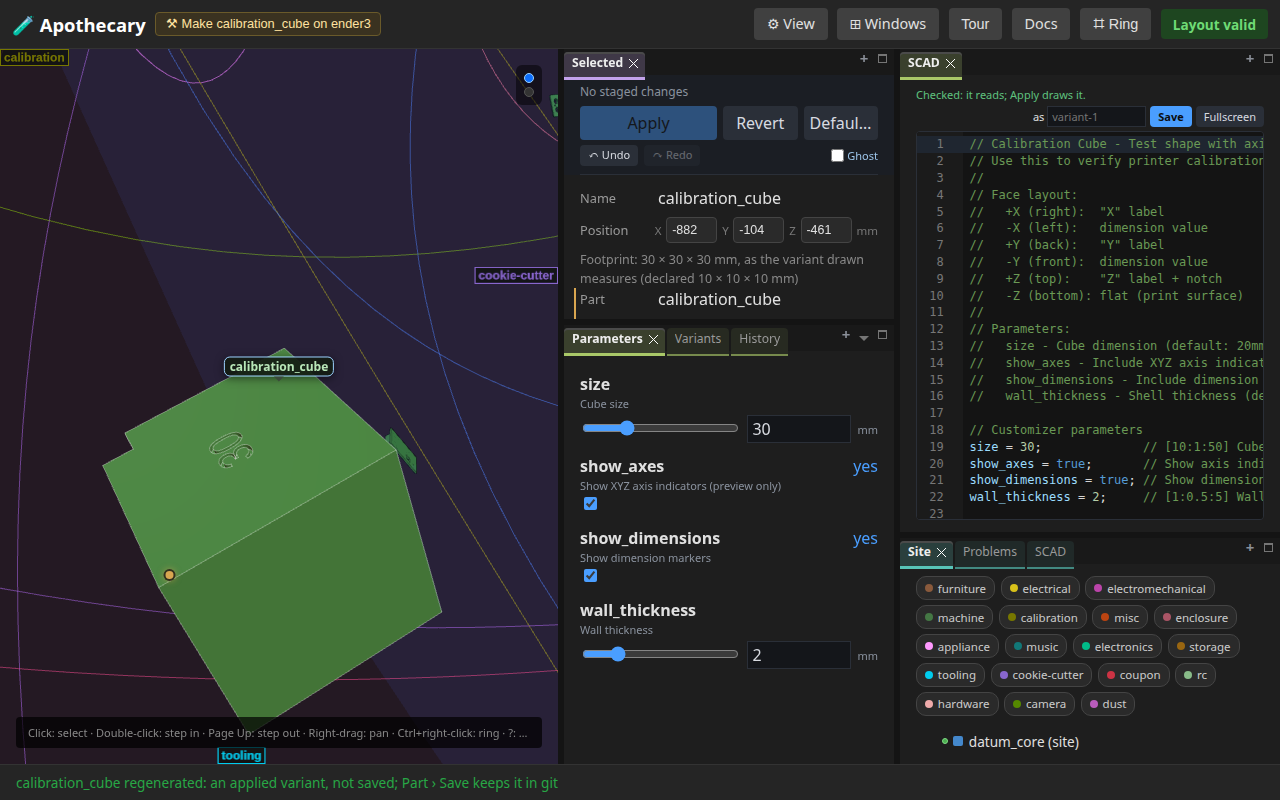 Apothecary
⚒ Make calibration_cube on ender3
⚙ View
⊞ Windows
Tour
Docs
⌗ Ring
Layout valid
calibration
cookie-cutter
calibration_cube
30
tooling
Click: select · Double-click: step in · Page Up: step out · Right-drag: pan · Ctrl+right-click: ring · ?: ...
Selected
No staged changes
Apply
Revert
Defaul...
↶ Undo
↷ Redo
Ghost
Name calibration_cube
Position X -882 Y -104 Z -461 mm
Footprint: 30 × 30 × 30 mm, as the variant drawn
measures (declared 10 × 10 × 10 mm)
Part calibration_cube
Parameters
Variants
History
size
Cube size
30 mm
show_axes yes
Show XYZ axis indicators (preview only)
show_dimensions yes
Show dimension markers
wall_thickness
Wall thickness
2 mm
SCAD
Checked: it reads; Apply draws it.
as variant-1 Save Fullscreen
1 // Calibration Cube - Test shape with axi
2 // Use this to verify printer calibration
3 //
4 // Face layout:
5 //   +X (right):  "X" label
6 //   -X (left):   dimension value
7 //   +Y (back):   "Y" label
8 //   -Y (front):  dimension value
9 //   +Z (top):    "Z" label + notch
10 //   -Z (bottom): flat (print surface)
11 //
12 // Parameters:
13 //   size - Cube dimension (default: 20mm
14 //   show_axes - Include XYZ axis indicat
15 //   show_dimensions - Include dimension
16 //   wall_thickness - Shell thickness (de
17
18 // Customizer parameters
19 size = 30;              // [10:1:50] Cube
20 show_axes = true;       // Show axis indi
21 show_dimensions = true; // Show dimension
22 wall_thickness = 2;     // [1:0.5:5] Wall
23
Site
Problems
SCAD
furniture
electrical
electromechanical
machine
calibration
misc
enclosure
appliance
music
electronics
storage
tooling
cookie-cutter
coupon
rc
hardware
camera
dust
datum_core (site)
calibration_cube regenerated: an applied variant, not saved; Part › Save keeps it in git